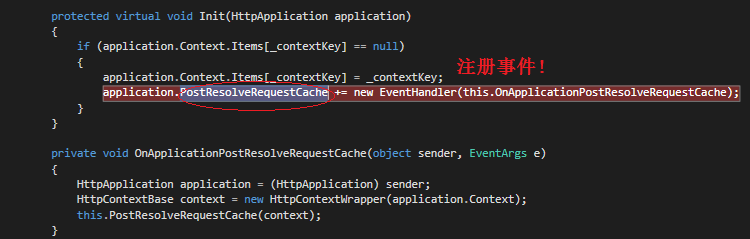 protected virtual void Init(HttpApplication application)
{
if (application.Context.Items[_contextKey] == null)
{
注册事件!
application.Context.Items[_contextKey] = _contextKey;
application.PostResolveRequestCache += new EventHandler(this.OnApplicationPostResolveRequestCache);
}
}
private void OnApplicationPostResolveRequestCache(object sender, EventArgs e)
{
HttpApplication application = (HttpApplication) sender;
HttpContextBase context = new HttpContextWrapper(application.Context);
this.PostResolveRequestCache(context);
}